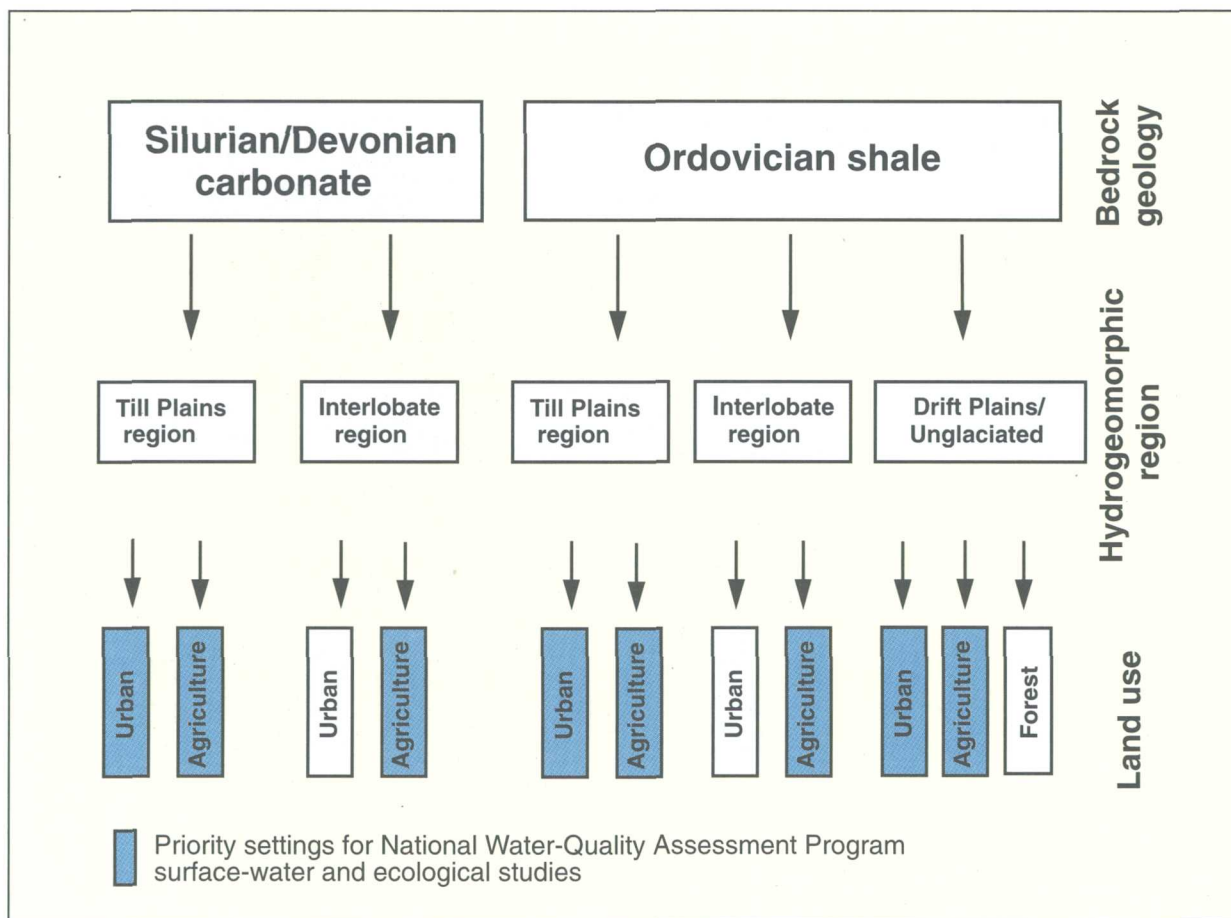 Silurian/Devonian
carbonate
Ordovician shale
Bedrock
geology
Till Plains
region
Interlobate
region
Till Plains
region
Interlobate
region
Drift Plains/
Unglaciated
Hydrogeomorphic
region
Urban
Agriculture
Urban
Agriculture
Urban
Agriculture
Urban
Agriculture
Urban
Agriculture
Forest
Land use
Priority settings for National Water-Quality Assessment Program
surface-water and ecological studies